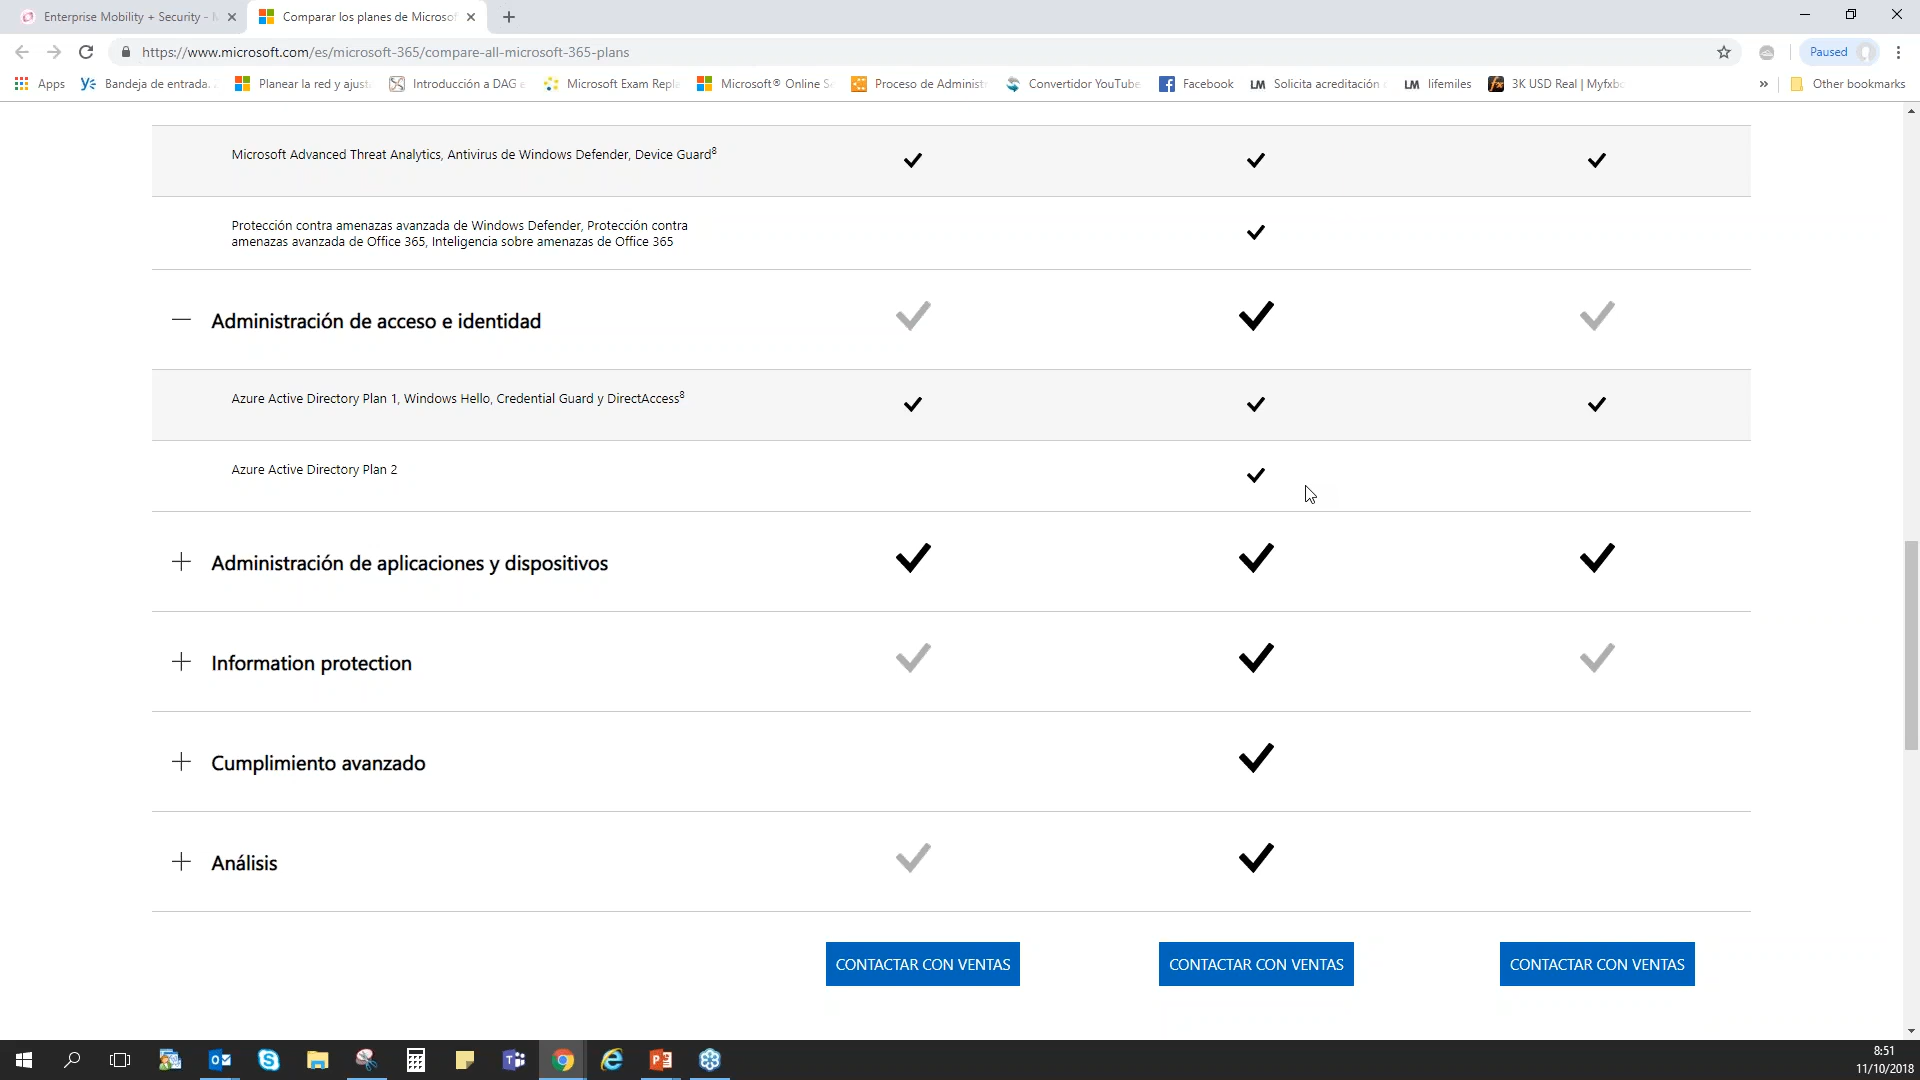 Enterprise Mobility + Security -
Comparar los planes de Microsof
https://www.microsoft.com/es/microsoft-365/compare-all-microsoft-365-plans
Paused
Apps
Bandeja de entrada.
Planear la red y ajust
Introducción a DAG e
Microsoft Exam Repl
Microsoft® Online S
Proceso de Administ
Convertidor YouTube
Facebook
LM Solicita acreditación
LM lifemiles
fx 3K USD Real | Myfxb
»
Other bookmarks
Microsoft Advanced Threat Analytics, Antivirus de Windows Defender, Device Guard8
Protección contra amenazas avanzada de Windows Defender, Protección contra
amenazas avanzada de Office 365, Inteligencia sobre amenazas de Office 365
Administración de acceso e identidad
Azure Active Directory Plan 1, Windows Hello, Credential Guard y DirectAccess8
Azure Active Directory Plan 2
Administración de aplicaciones y dispositivos
Information protection
Cumplimiento avanzado
Análisis
CONTACTAR CON VENTAS
CONTACTAR CON VENTAS
CONTACTAR CON VENTAS
8:51
11/10/2018